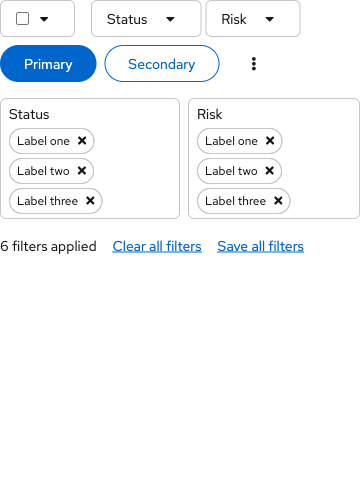 Status Risk
Primary Secondary
Status
Label one
Label two
Label three
Risk
Label one
Label two
Label three
6 filters applied Clear all filters Save all filters